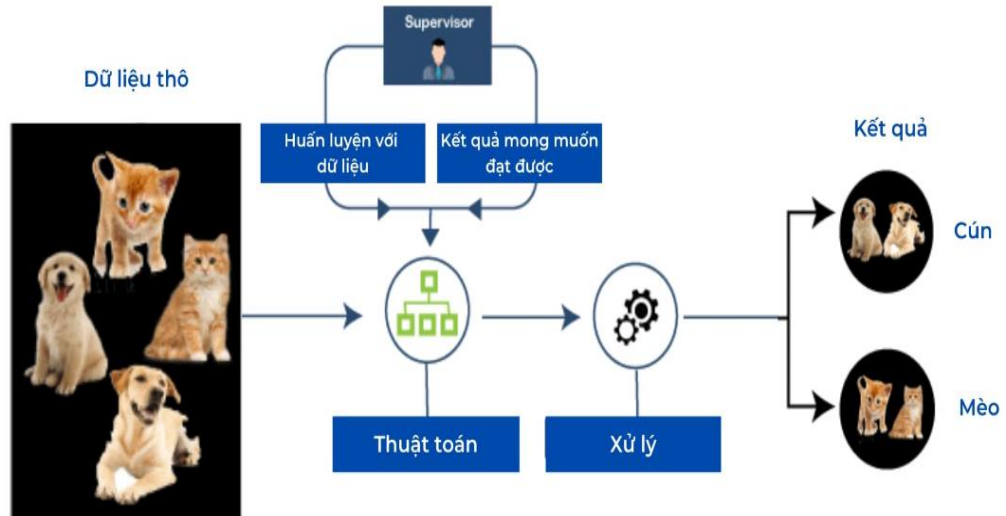 Supervisor
Dữ liệu thô
Huấn luyện với
dữ liệu
Kết quả mong muốn
đạt được
Kết quả
Cún
Mèo
Thuật toán
Xử lý